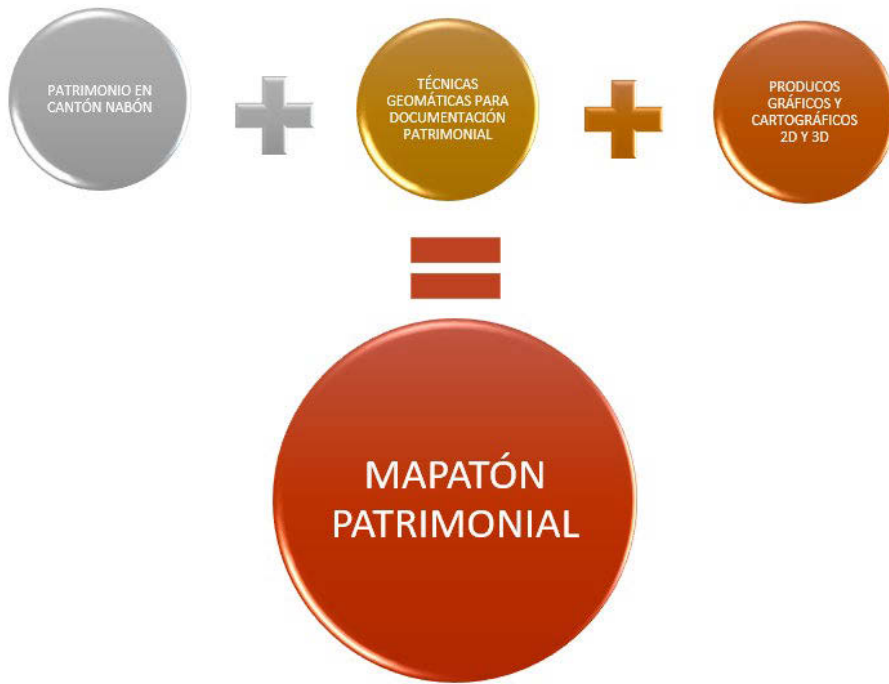 PATRIMONIO EN
CANTÓN NABÓN
TÉCNICAS
GEOMÁTICAS PARA
DOCUMENTACIÓN
PATRIMONIAL
PRODUCOS
GRÁFICOS Y
CARTOGRÁFICOS
2D Y 3D
MAPATÓN
PATRIMONIAL